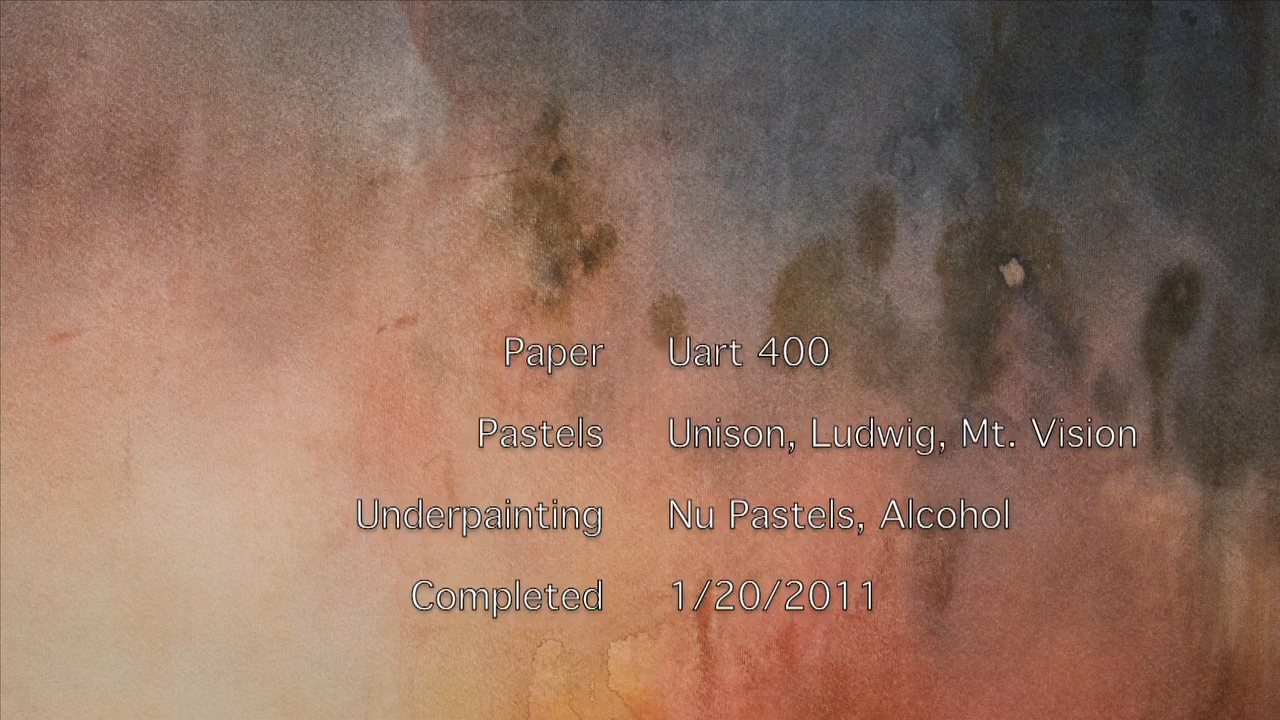 Paper Uart 400
Pastels Unison, Ludwig, Mt. Vision
Underpainting Nu Pastels, Alcohol
Completed 1/20/2011